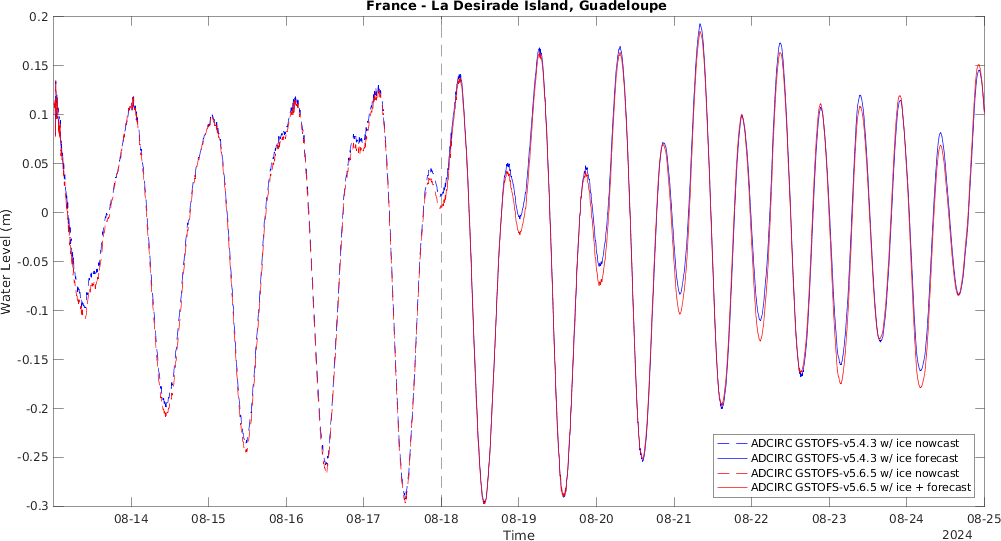 France - La Desirade Island, Guadeloupe
0.2
0.15
0.1
0.05
0
-0.05
-0.1
-0.15
-0.2
-0.25
-0.3
Water Level (m)
08-14 08-15 08-16 08-17 08-18 08-19 08-20 08-21 08-22 08-23 08-24 08-25
Time
2024
ADCIRC GSTOFS-v5.4.3 w/ ice nowcast
ADCIRC GSTOFS-v5.4.3 w/ ice forecast
ADCIRC GSTOFS-v5.6.5 w/ ice nowcast
ADCIRC GSTOFS-v5.6.5 w/ ice + forecast